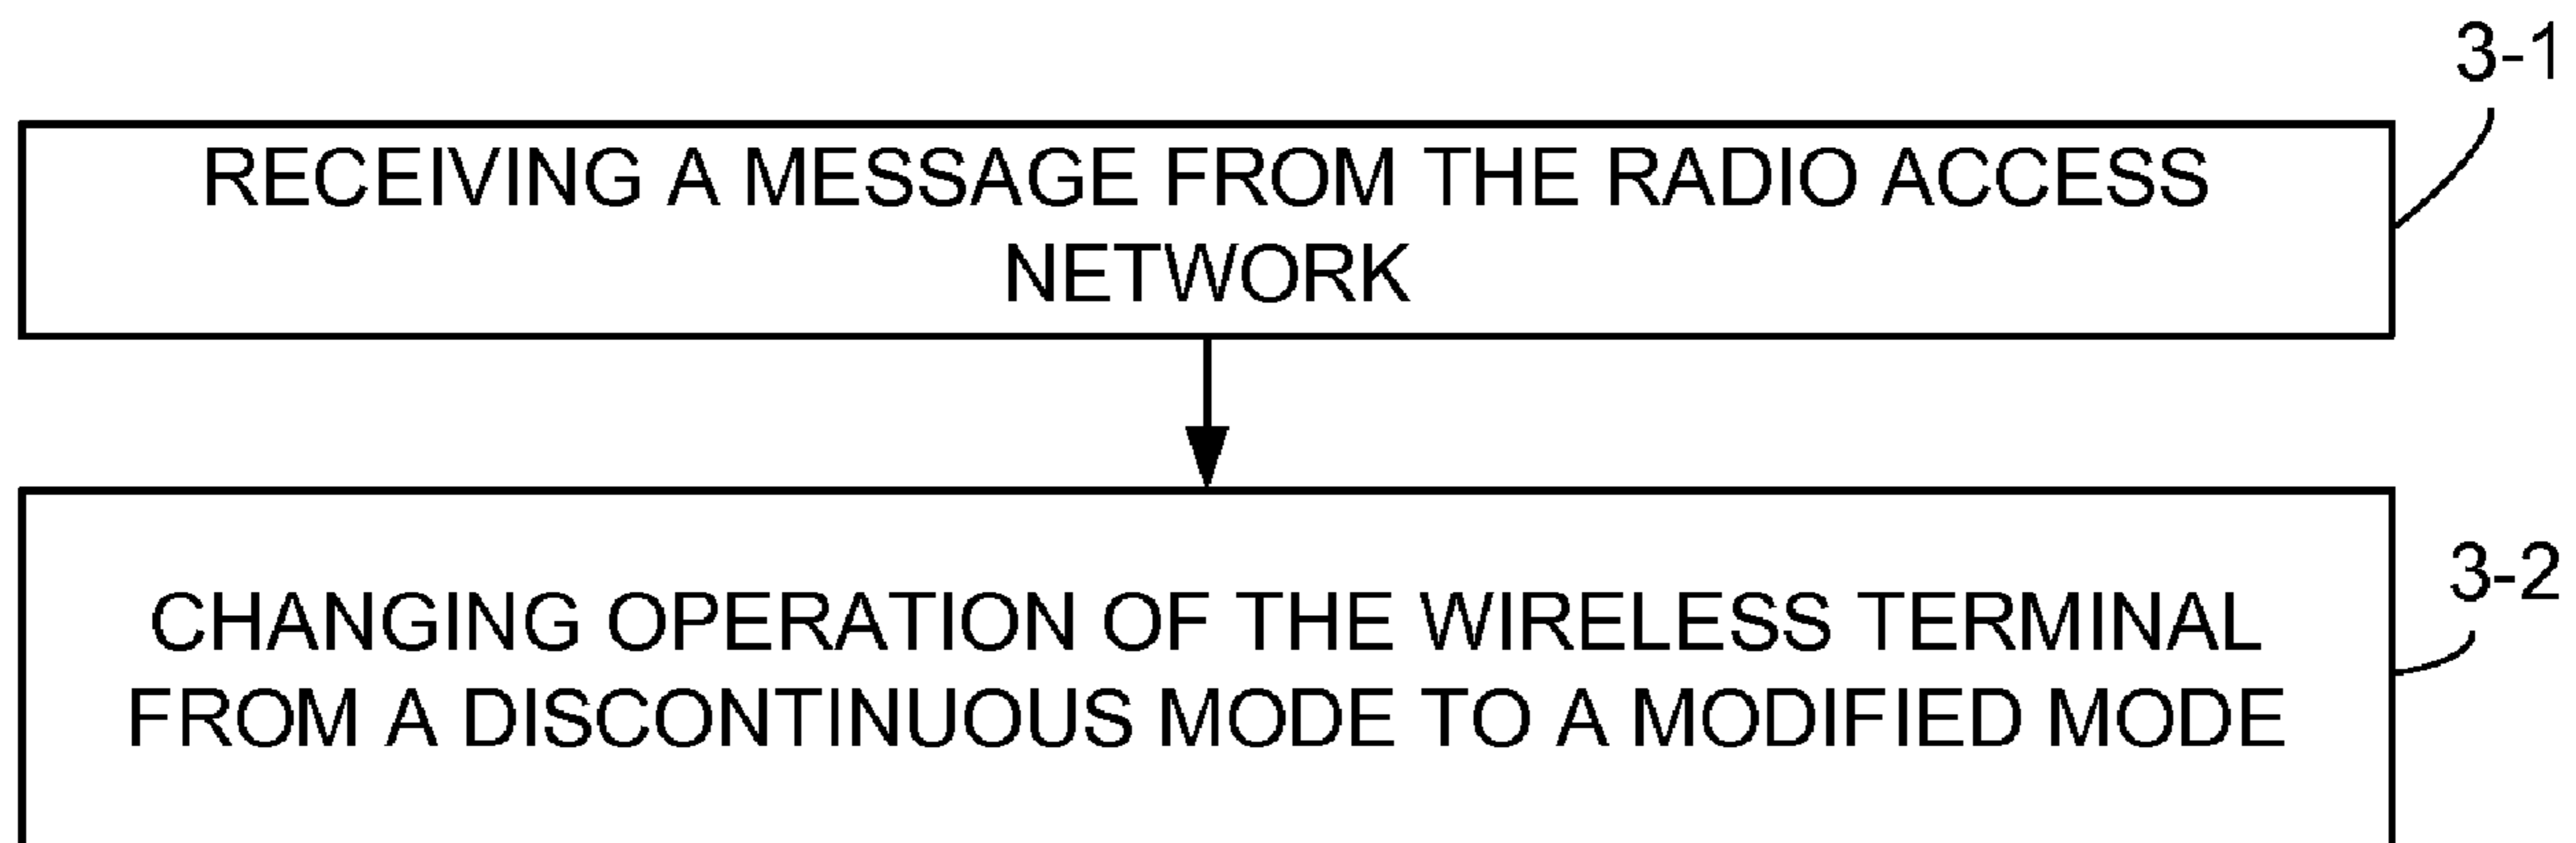 3-1
RECEIVING A MESSAGE FROM THE RADIO ACCESS
NETWORK
3-2
CHANGING OPERATION OF THE WIRELESS TERMINAL
FROM A DISCONTINUOUS MODE TO A MODIFIED MODE